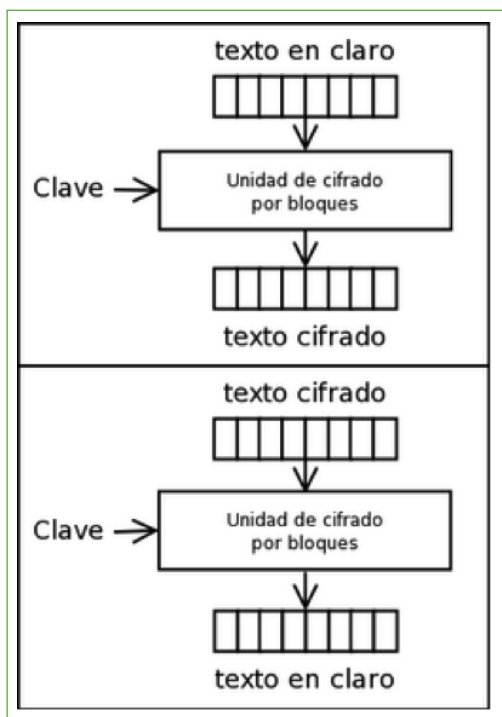 texto en claro
Clave
Unidad de cifrado
por bloques
texto cifrado
texto cifrado
Clave
Unidad de cifrado
por bloques
texto en claro